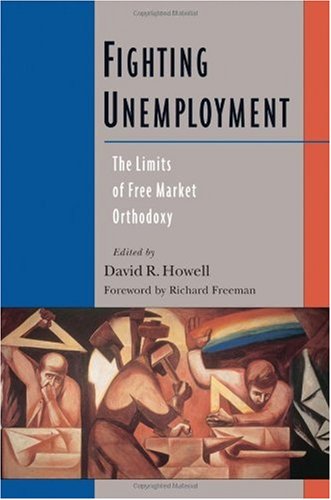 FIGHTING
UNEMPLOYMENT
The Limits
of Free Market
Orthodoxy
Edited by
David R. Howell
Foreword by Richard Freeman